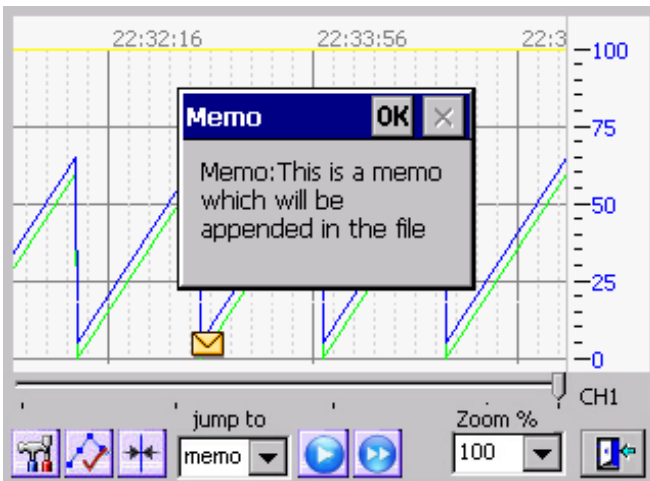 22:32:16 22:33:56 22:3
100
Memo OK
75
Memo:This is a memo
which will be
50
appended in the file
25
0
CH1
jump to Zoom %
memo 100